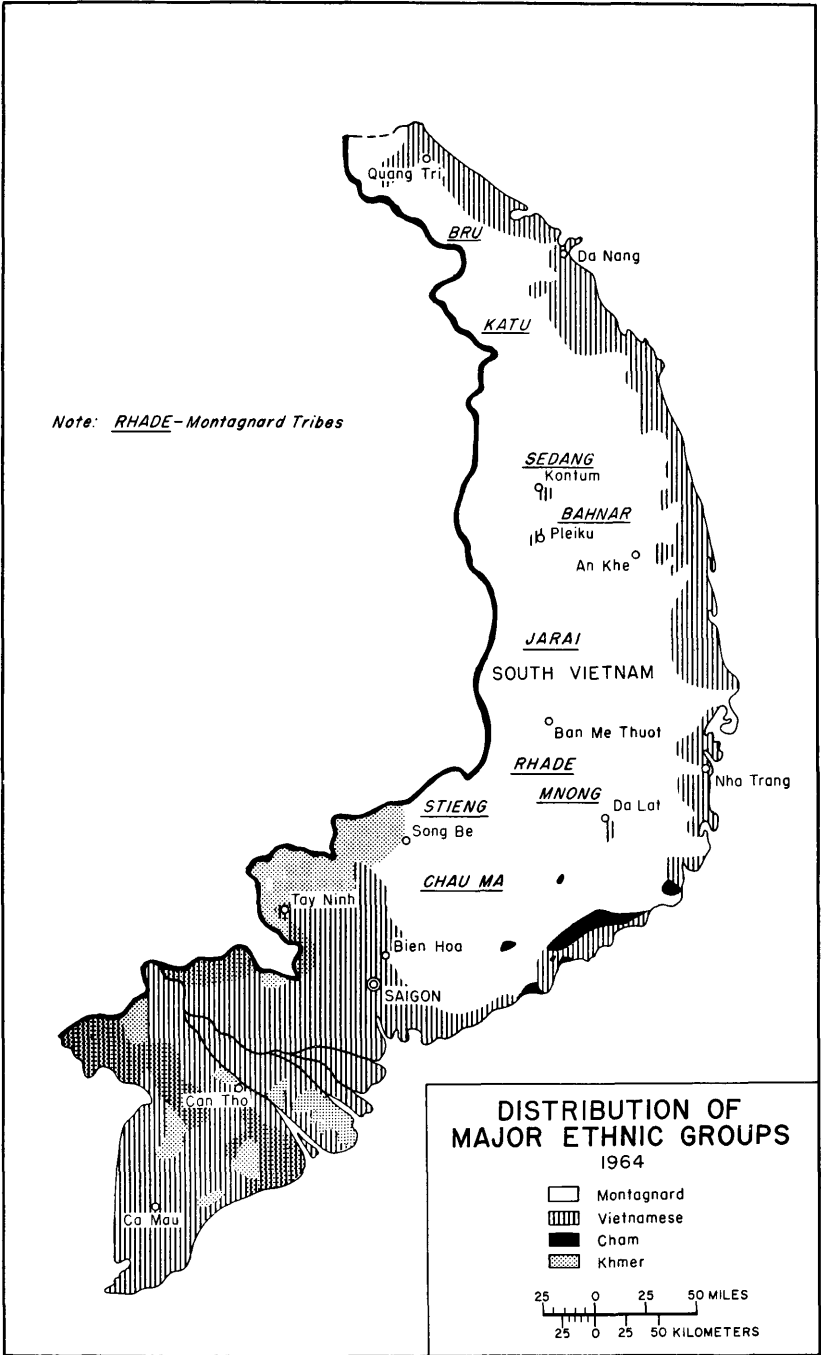 Quang Tri
BRU
Da Nang
KATU
Note: RHADE-Montagnard Tribes
SEDANG
Kontum
BAHNAR
Pleiku
An Khe
JARAI
SOUTH VIETNAM
Ban Me Thuot
RHADE
Nha Trang
MNONG
STIENG
Da Lat
Song Be
CHAU MA
Tay Ninh
Bien Hoa
SAIGON
Can Tho
Ca Mau
DISTRIBUTION OF
MAJOR ETHNIC GROUPS
1964
Montagnard
Vietnamese
Cham
Khmer
25 0 25 50 MILES
25 0 25 50 KILOMETERS